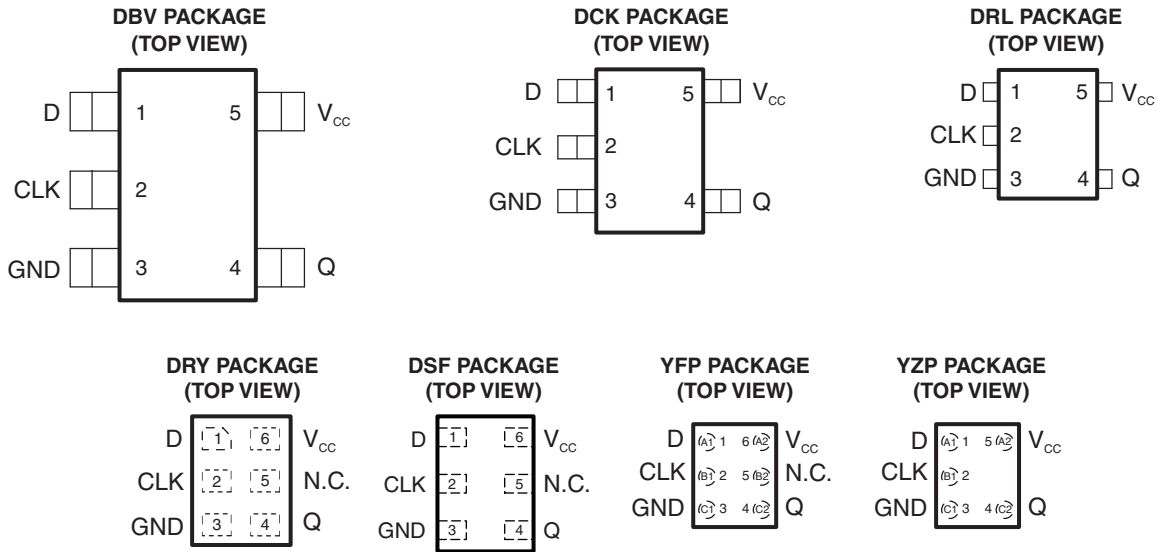 DBV PACKAGE
(TOP VIEW)
D 1 5 VCC
CLK 2
GND 3 4 Q
DCK PACKAGE
(TOP VIEW)
D 1 5 VCC
CLK 2
GND 3 4 Q
DRL PACKAGE
(TOP VIEW)
D 1 5 VCC
CLK 2
GND 3 4 Q
DRY PACKAGE
(TOP VIEW)
D 1 6 VCC
CLK 2 5 N.C.
GND 3 4 Q
DSF PACKAGE
(TOP VIEW)
D 1 6 VCC
CLK 2 5 N.C.
GND 3 4 Q
YFP PACKAGE
(TOP VIEW)
D A1 1 6 A2 VCC
CLK B1 2 5 B2 N.C.
GND C1 3 4 C2 Q
YZP PACKAGE
(TOP VIEW)
D A1 1 5 A2 VCC
CLK B1 2
GND C1 3 4 C2 Q